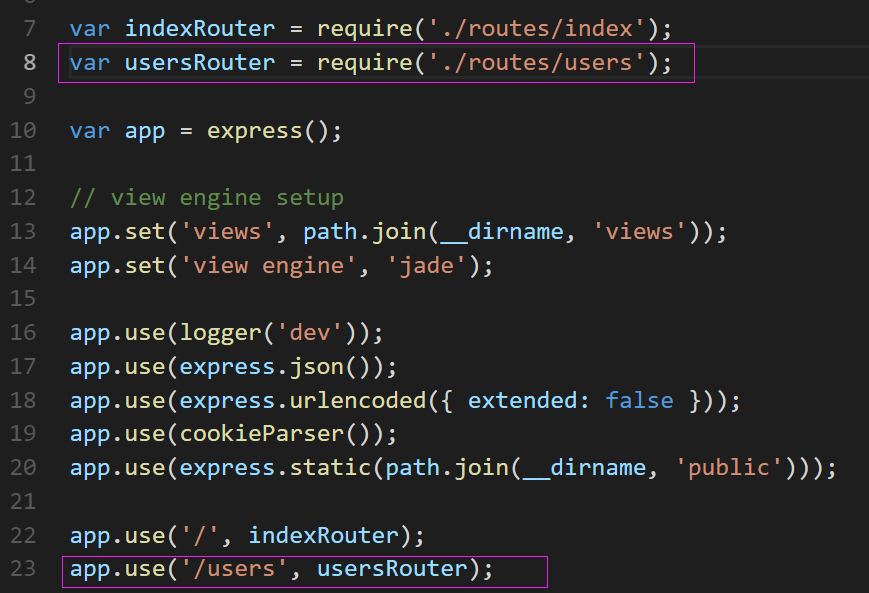 7 var indexRouter = require('./routes/index');
8 var usersRouter = require('./routes/users');
9
10 var app = express();
11
12 // view engine setup
13 app.set('views', path.join(__dirname, 'views'));
14 app.set('view engine', 'jade');
15
16 app.use(logger('dev'));
17 app.use(express.json());
18 app.use(express.urlencoded({ extended: false }));
19 app.use(cookieParser());
20 app.use(express.static(path.join(__dirname, 'public')));
21
22 app.use('/', indexRouter);
23 app.use('/users', usersRouter);